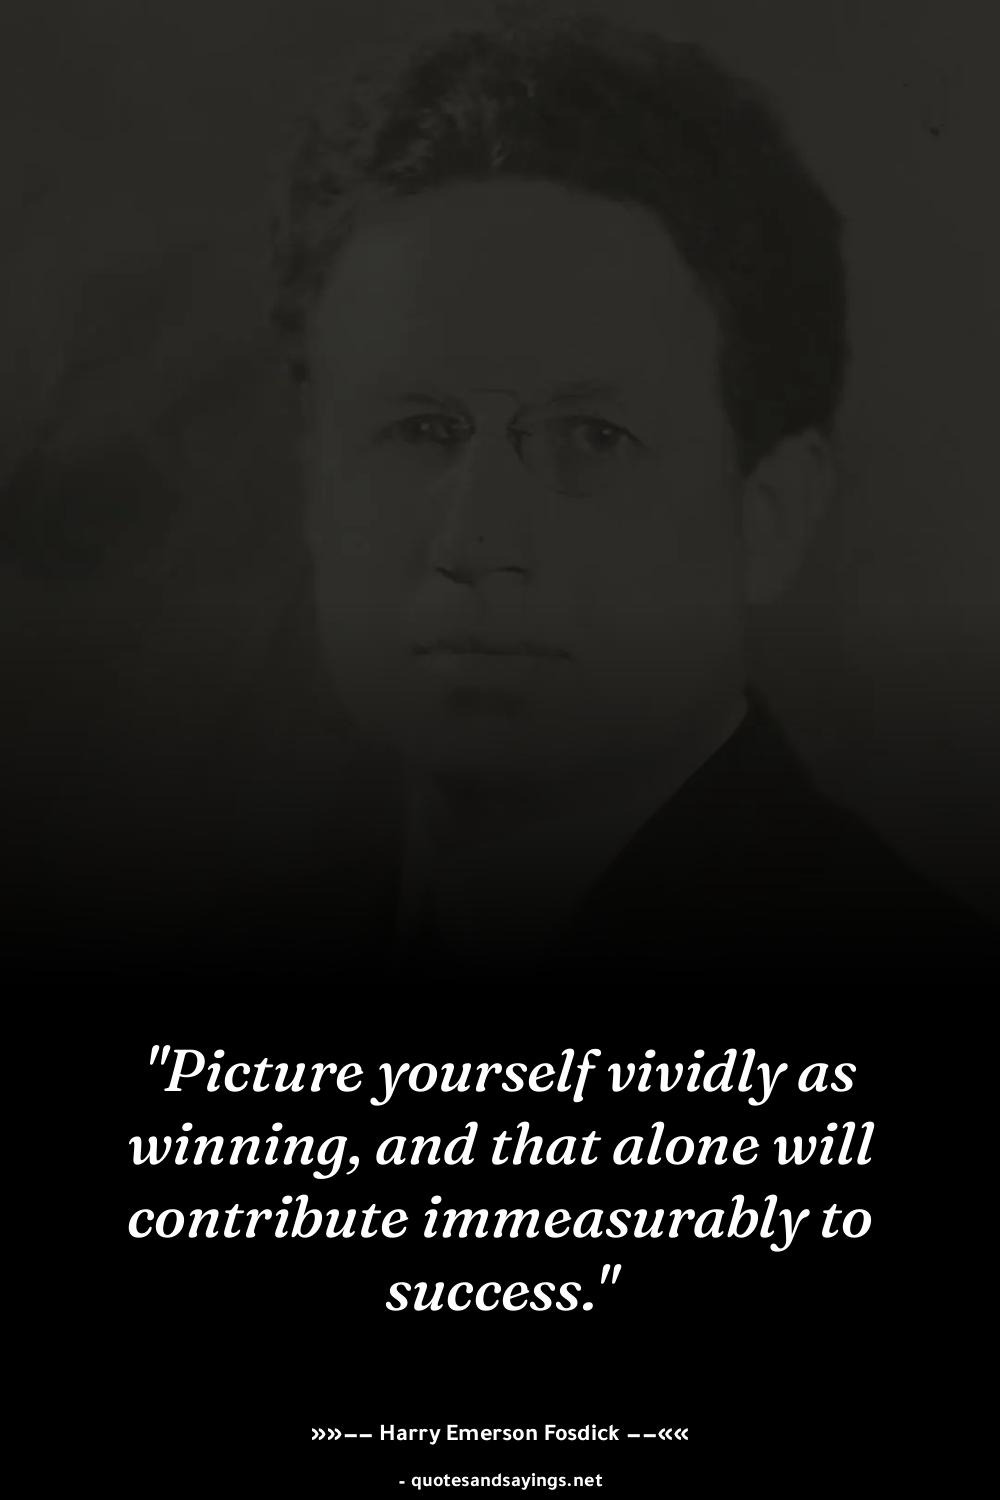 "Picture yourself vividly as
winning, and that alone will
contribute immeasurably to
success."
»»–– Harry Emerson Fosdick ––««
- quotesandsayings.net